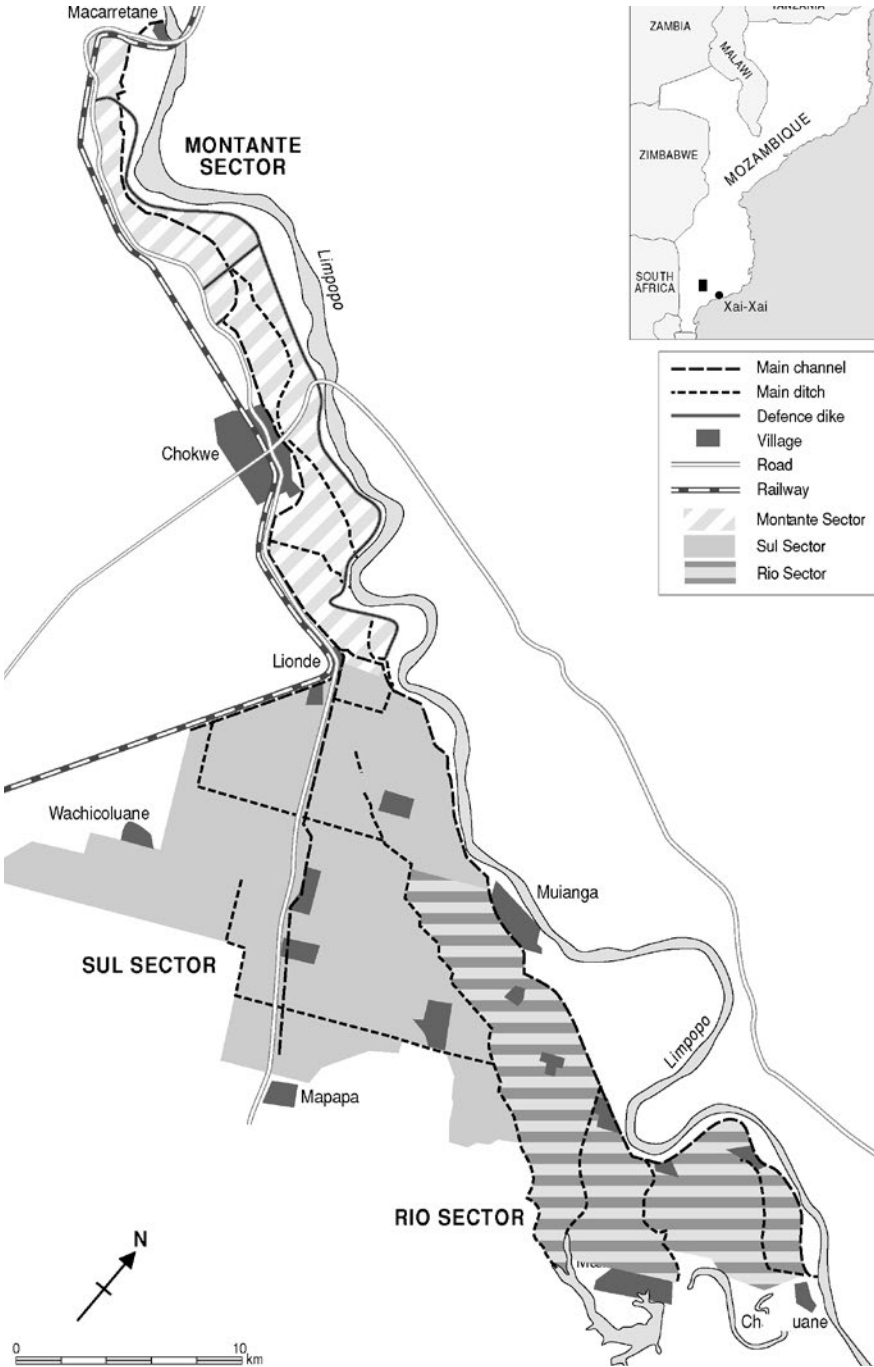 Macarretane
MONTANTE
SECTOR
Limpopo
Chokwe
Lionde
Wachicoluane
Muianga
SUL SECTOR
Limpopo
Mapapa
RIO SECTOR
N
uane
0 10
km
TANZANIA
ZAMBIA
MALAWI
MOZAMBIQUE
ZIMBABWE
SOUTH
AFRICA
Xai-Xai
Main channel
Main ditch
Defence dike
Village
Road
Railway
Montante Sector
Sul Sector
Rio Sector